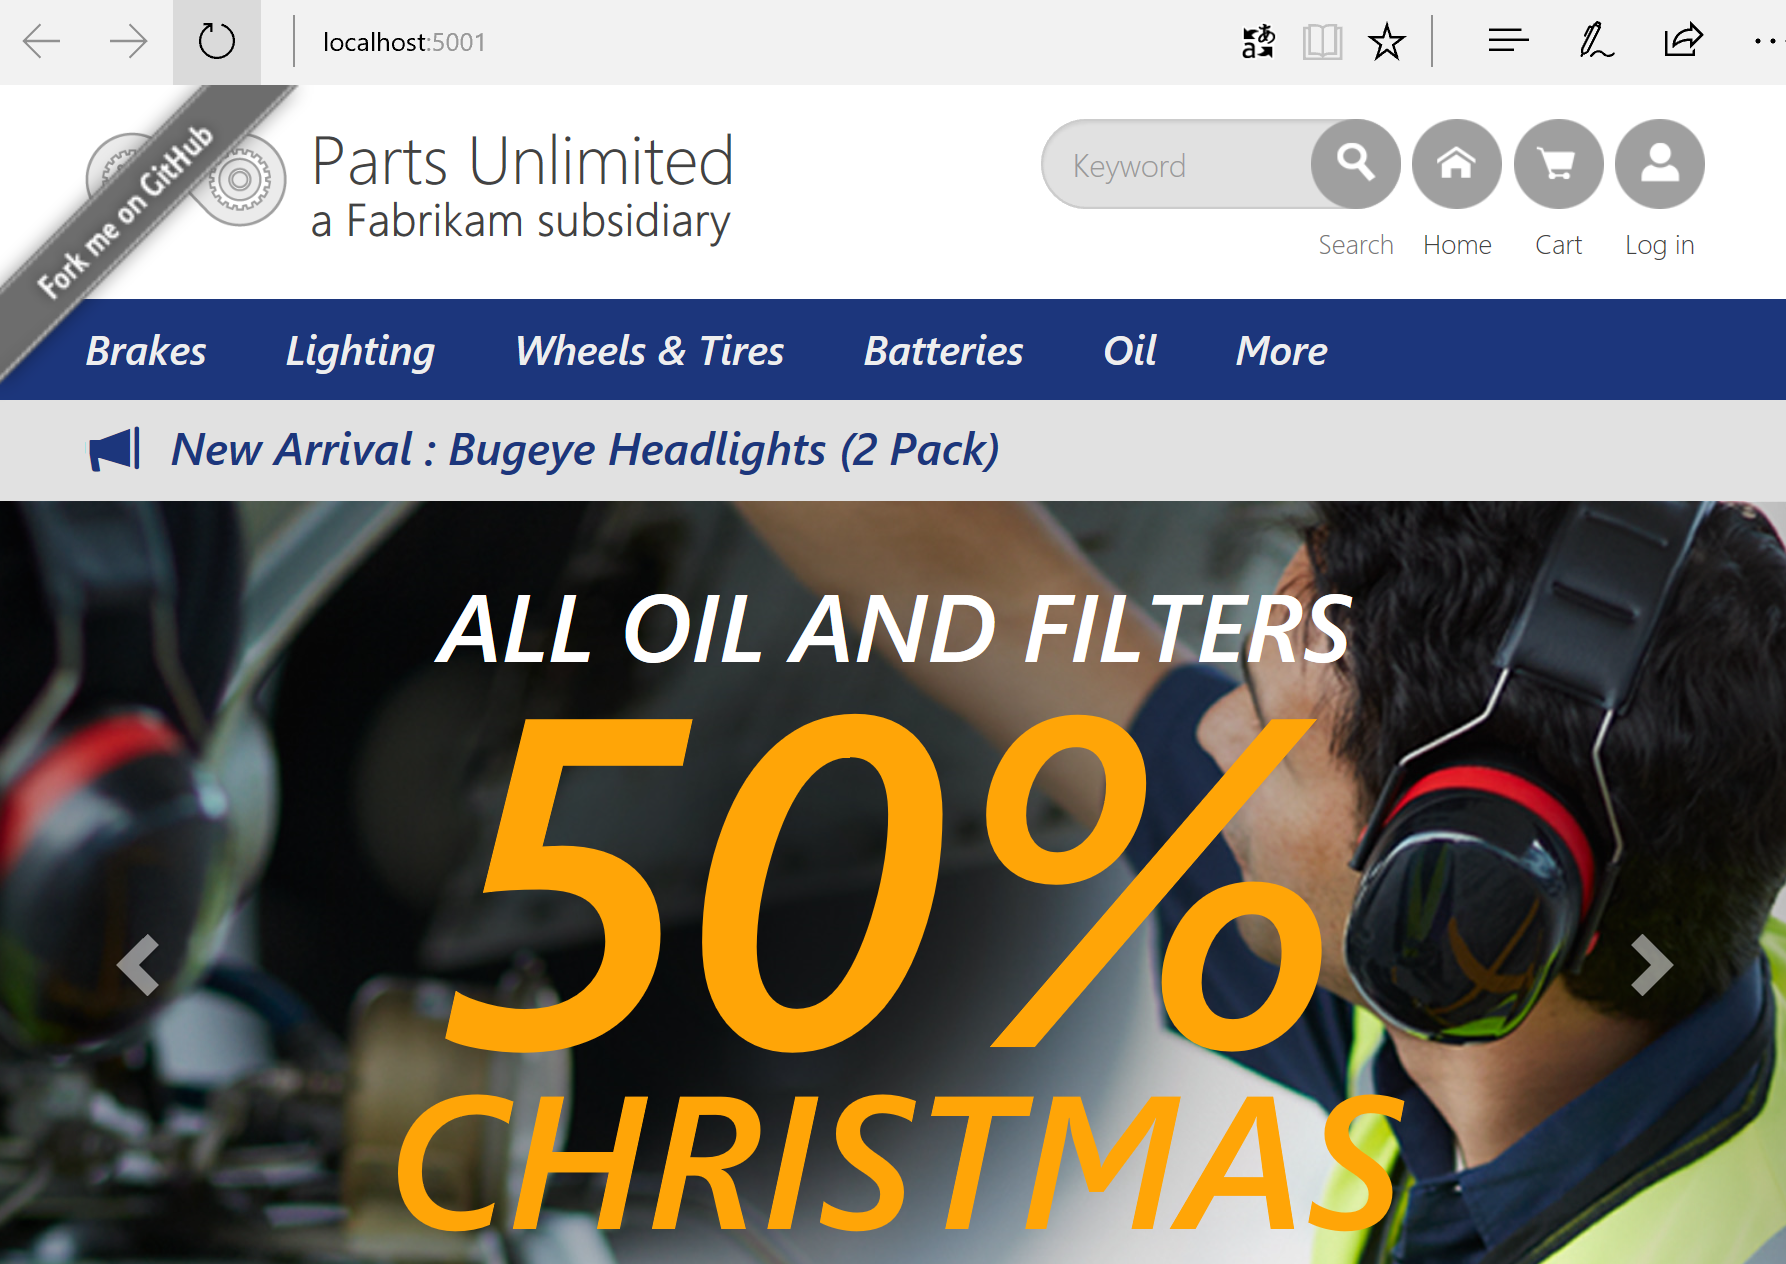 localhost:5001
Fork me on GitHub
Parts Unlimited
a Fabrikam subsidiary
Keyword
Search Home Cart Log in
Brakes Lighting Wheels & Tires Batteries Oil More
New Arrival : Bugeye Headlights (2 Pack)
ALL OIL AND FILTERS
50%
CHRISTMAS